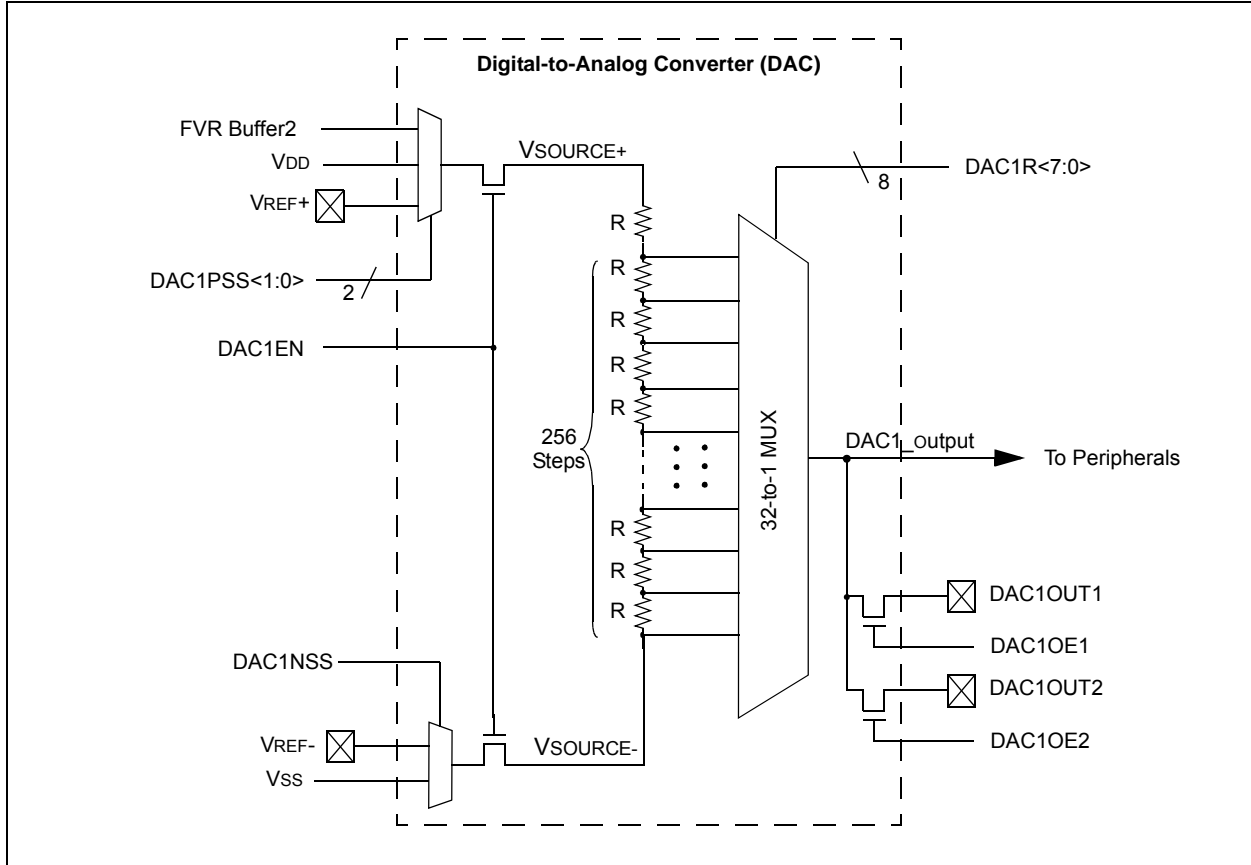 Digital-to-Analog Converter (DAC)
FVR Buffer2
VDD
VREF+
VSOURCE+
DAC1R<7:0>
8
R
R
DAC1PSS<1:0>
2
R
DAC1EN
R
R
256
Steps
32-to-1 MUX
DAC1_Output
To Peripherals
R
R
R
DAC1OUT1
DAC1OE1
DAC1NSS
DAC1OUT2
VREF-
VSOURCE-
DAC1OE2
VSS